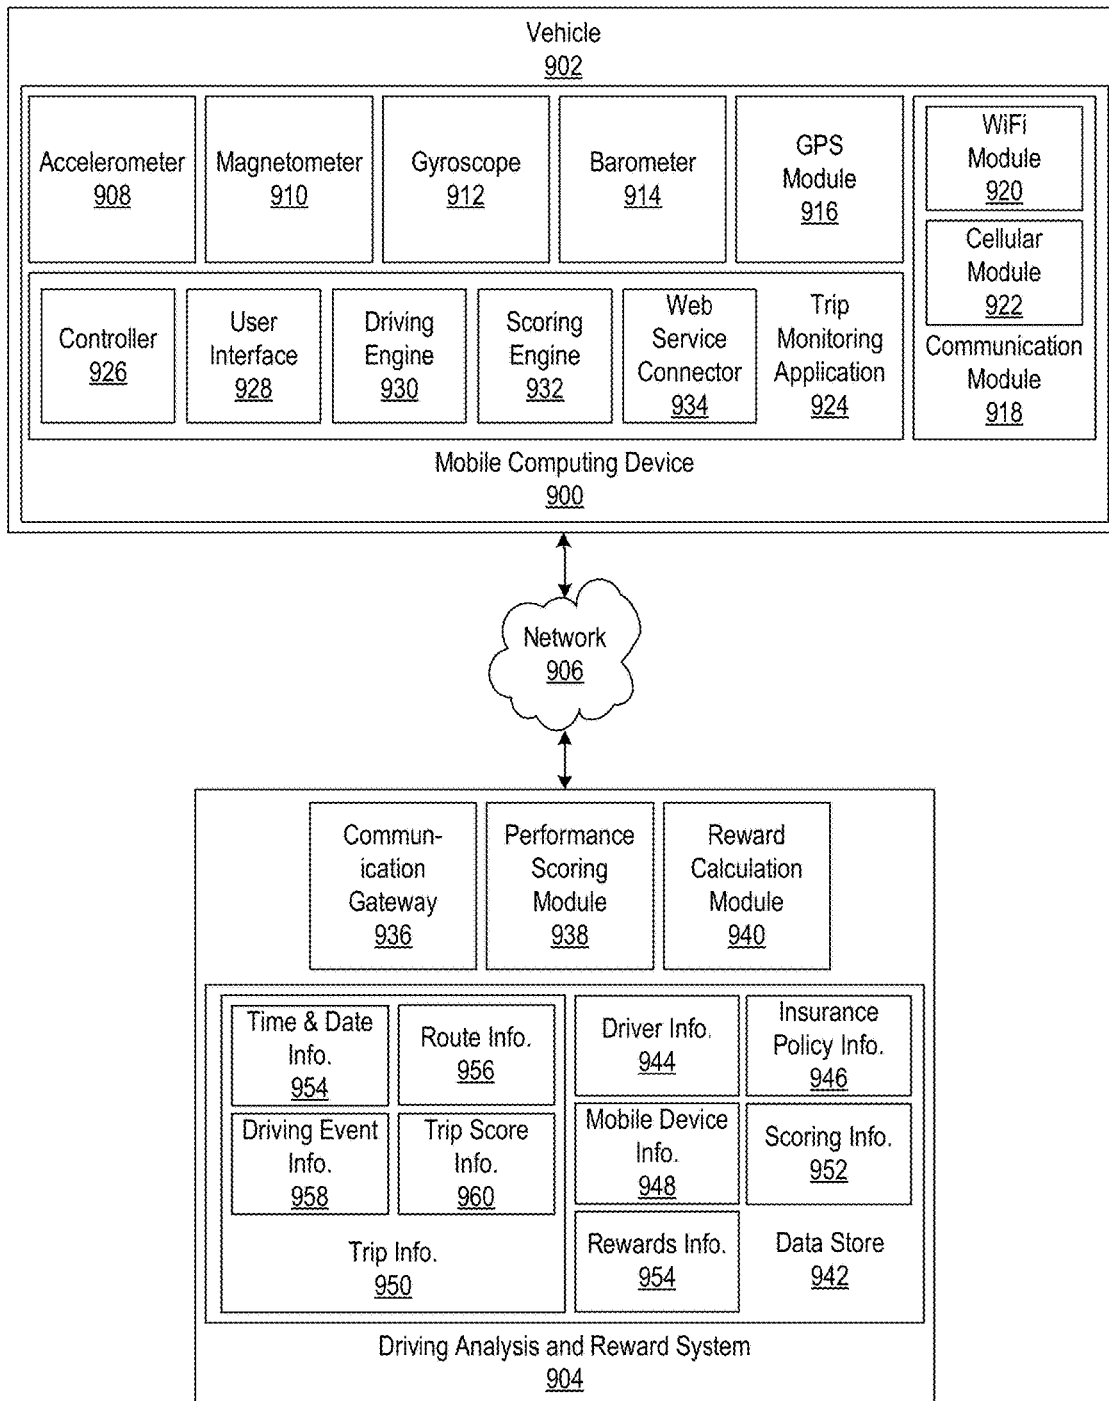 Vehicle
902
Accelerometer
908
Magnetometer
910
Gyroscope
912
Barometer
914
GPS
Module
916
WiFi
Module
920
Cellular
Module
922
Communication
Module
918
Controller
926
User
Interface
928
Driving
Engine
930
Scoring
Engine
932
Web
Service
Connector
934
Trip
Monitoring
Application
924
Mobile Computing Device
900
Network
906
Commun-
ication
Gateway
936
Performance
Scoring
Module
938
Reward
Calculation
Module
940
Time & Date
Info.
954
Route Info.
956
Driving Event
Info.
958
Trip Score
Info.
960
Trip Info.
950
Driver Info.
944
Insurance
Policy Info.
946
Mobile Device
Info.
948
Scoring Info.
952
Rewards Info.
954
Data Store
942
Driving Analysis and Reward System
904